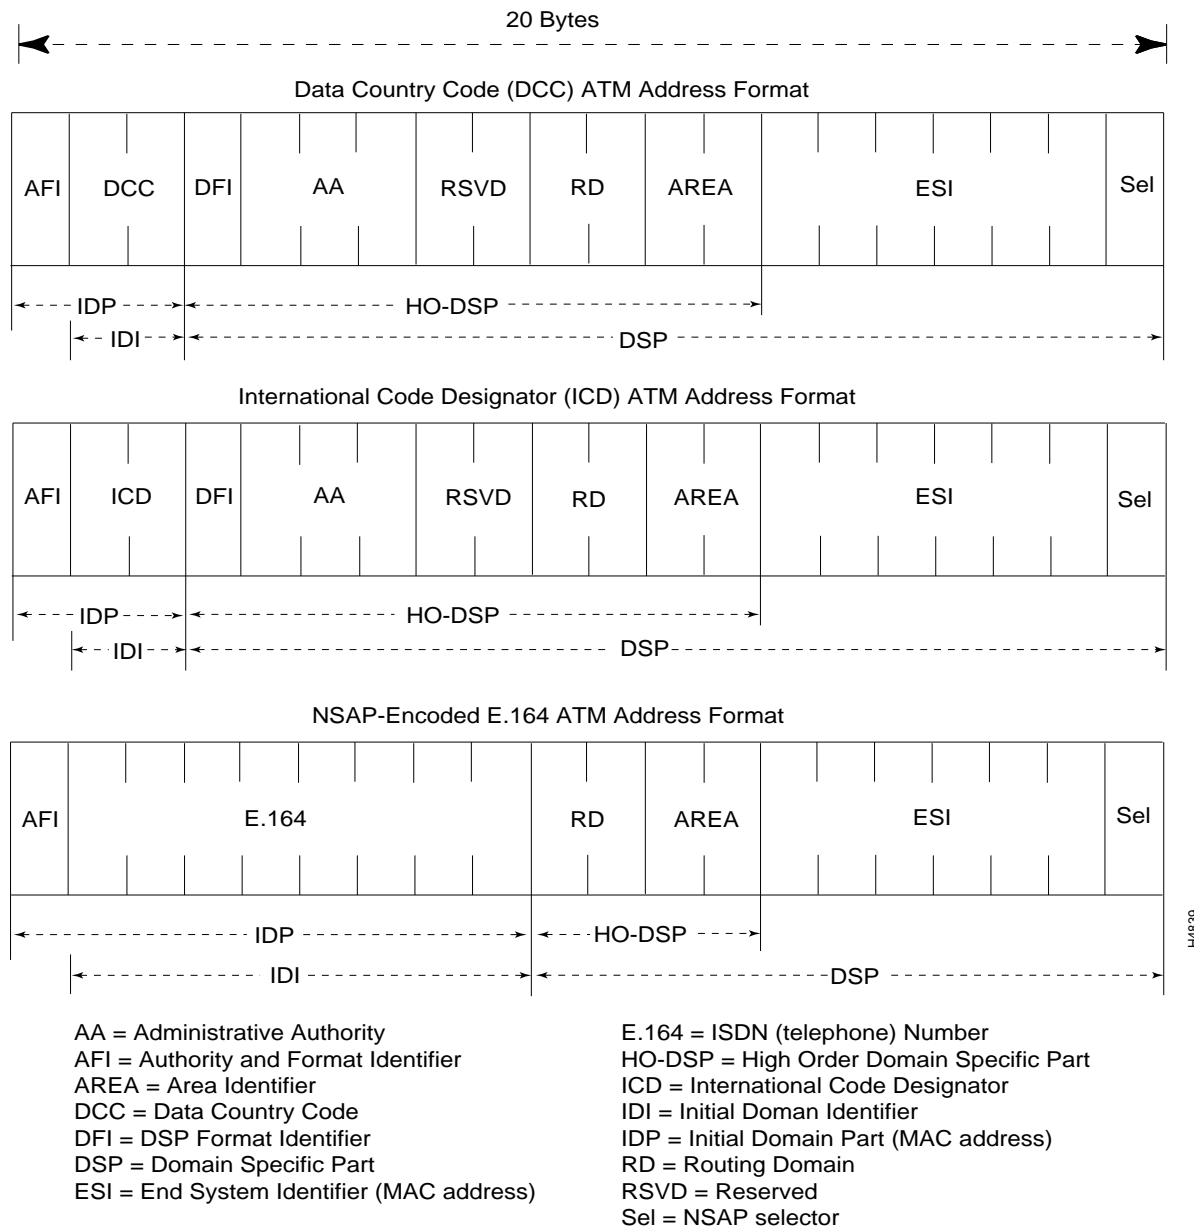 20 Bytes
Data Country Code (DCC) ATM Address Format
AFI DCC DFI AA RSVD RD AREA ESI Sel
IDP HO-DSP
IDI DSP
International Code Designator (ICD) ATM Address Format
AFI ICD DFI AA RSVD RD AREA ESI Sel
IDP HO-DSP
IDI DSP
NSAP-Encoded E.164 ATM Address Format
AFI E.164 RD AREA ESI Sel
IDP HO-DSP
IDI DSP
H4839
AA = Administrative Authority
AFI = Authority and Format Identifier
AREA = Area Identifier
DCC = Data Country Code
DFI = DSP Format Identifier
DSP = Domain Specific Part
ESI = End System Identifier (MAC address)
E.164 = ISDN (telephone) Number
HO-DSP = High Order Domain Specific Part
ICD = International Code Designator
IDI = Initial Doman Identifier
IDP = Initial Domain Part (MAC address)
RD = Routing Domain
RSVD = Reserved
Sel = NSAP selector